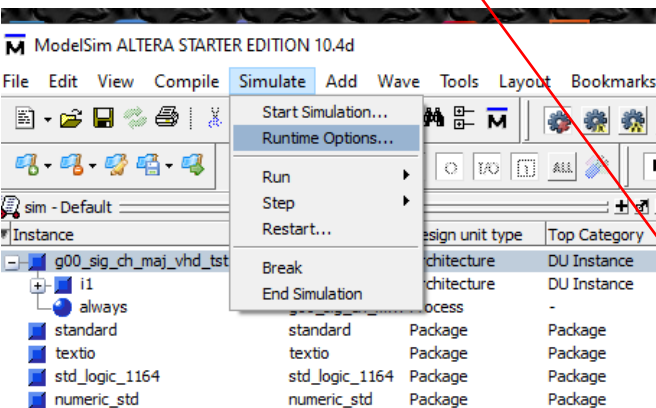 ModelSim ALTERA STARTER EDITION 10.4d
File Edit View Compile Simulate Add Wave Tools Layout Bookmarks
Start Simulation...
Runtime Options...
Run
Step
Restart...
Break
End Simulation
sim - Default
Instance esign unit type Top Category
g00_sig_ch_maj_vhd_tst chitecture DU Instance
i1 chitecture DU Instance
always ocess -
standard standard Package Package
textio textio Package Package
std_logic_1164 std_logic_1164 Package Package
numeric_std numeric_std Package Package